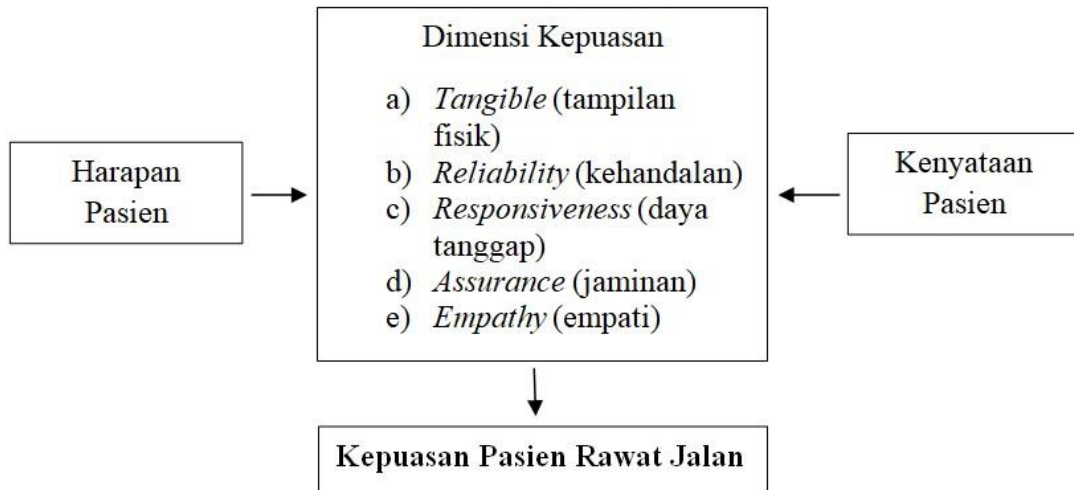 Dimensi Kepuasan
a) Tangible (tampilan
fisik)
b) Reliability (kehandalan)
c) Responsiveness (daya
tanggap)
d) Assurance (jaminan)
e) Empathy (empati)
Harapan
Pasien
Kenyataan
Pasien
Kepuasan Pasien Rawat Jalan